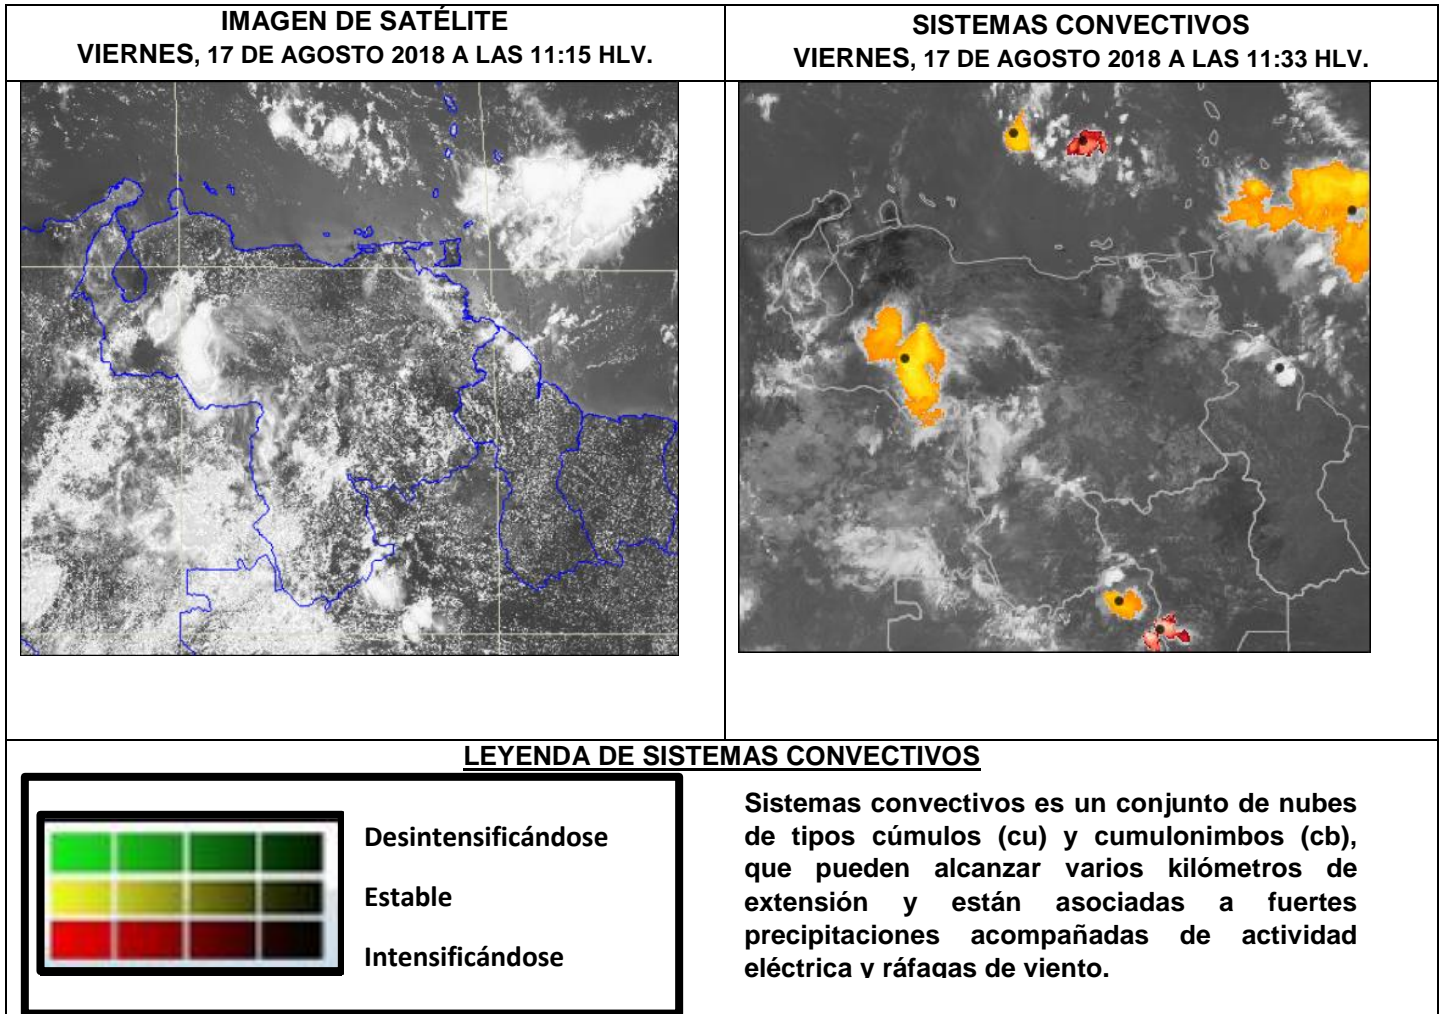 IMAGEN DE SATÉLITE
VIERNES, 17 DE AGOSTO 2018 A LAS 11:15 HLV.
SISTEMAS CONVECTIVOS
VIERNES, 17 DE AGOSTO 2018 A LAS 11:33 HLV.
LEYENDA DE SISTEMAS CONVECTIVOS
Desintensificándose
Estable
Intensificándose
Sistemas convectivos es un conjunto de nubes
de tipos cúmulos (cu) y cumulonimbos (cb),
que pueden alcanzar varios kilómetros de
extensión y están asociadas a fuertes
precipitaciones acompañadas de actividad
eléctrica y ráfagas de viento.